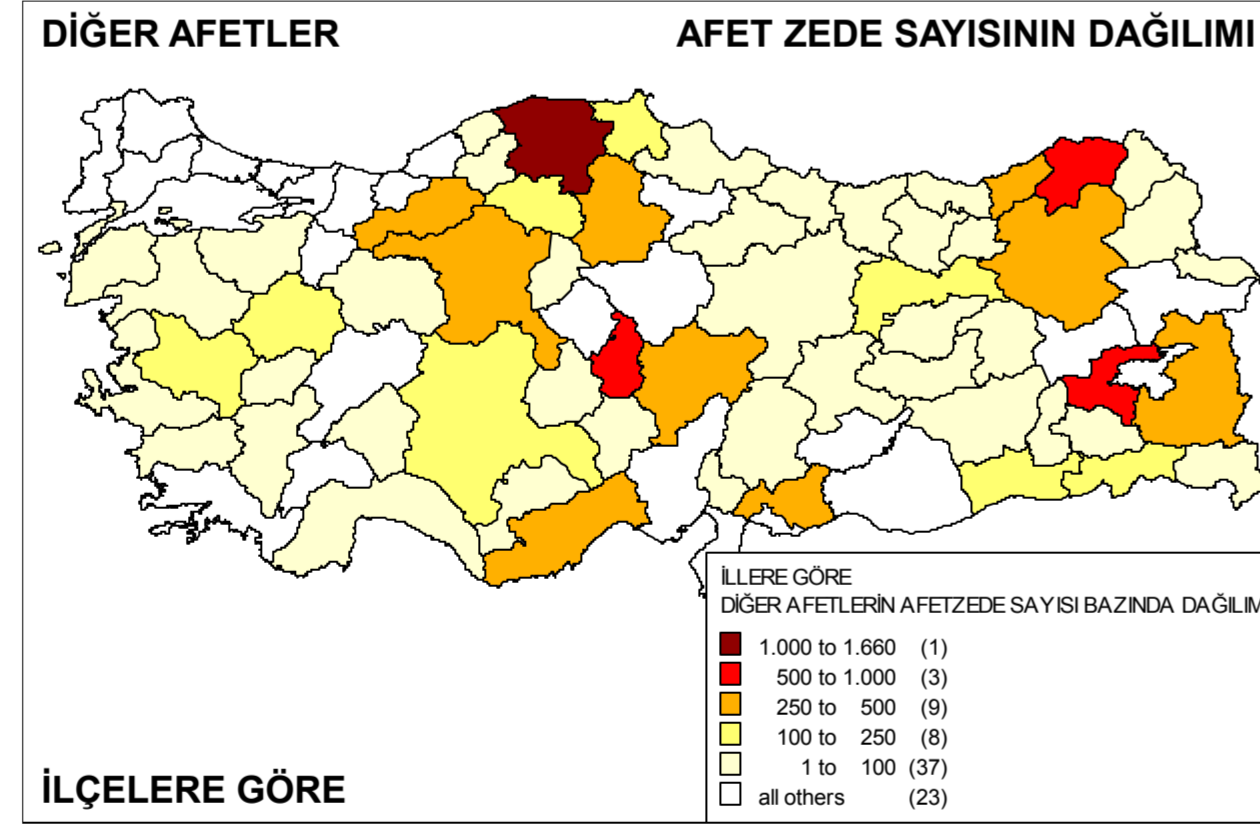 DİĞER AFETLER
AFET ZEDE SAYISININ DAĞILIMI
İLLERE GÖRE
DİĞER AFETLERİN AFETZEDE SAYISI BAZINDA DAĞILIM
1.000 to 1.660 (1)
500 to 1.000 (3)
250 to 500 (9)
100 to 250 (8)
1 to 100 (37)
all others (23)
İLÇELERE GÖRE